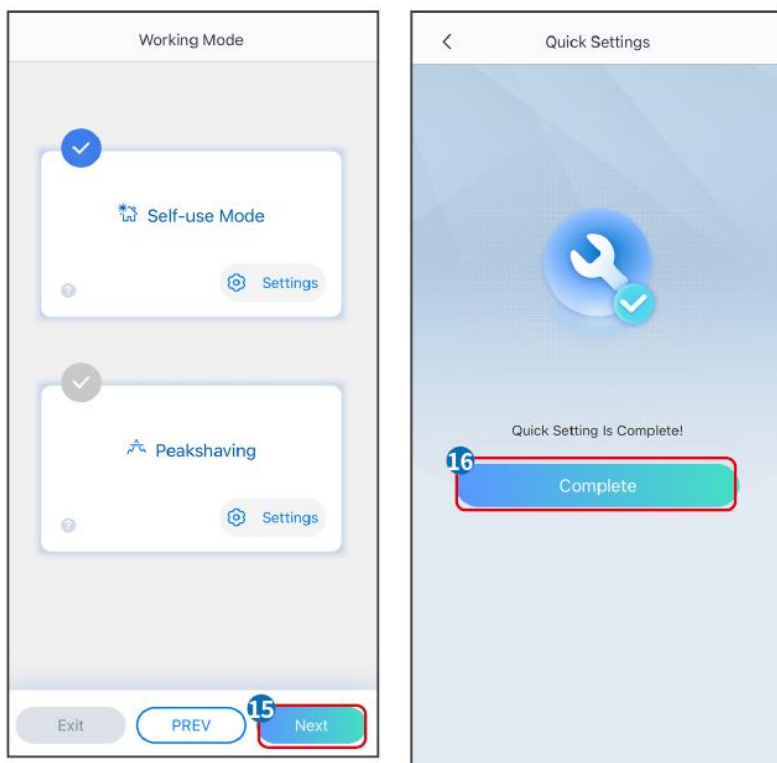 Working Mode
Self-use Mode
? Settings
Peakshaving
? Settings
Exit PREV 15 Next
Quick Settings
Quick Setting Is Complete!
16
Complete